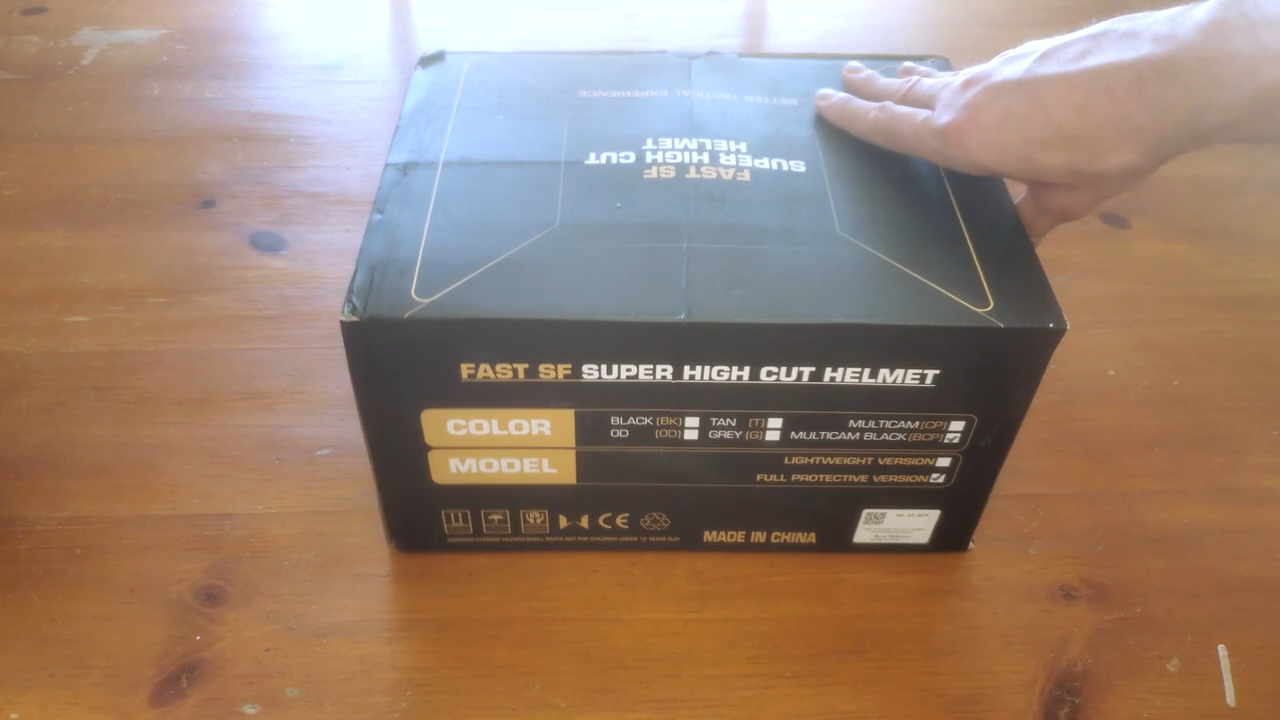 BETTER TACTICAL EXPERIENCE
FAST SF
SUPER HIGH CUT
HELMET
FAST SF SUPER HIGH CUT HELMET
COLOR
BLACK (BK) TAN (T) MULTICAM (CP)
OD (OD) GREY (G) MULTICAM BLACK (BCP)
MODEL
LIGHTWEIGHT VERSION
FULL PROTECTIVE VERSION
CE
MADE IN CHINA